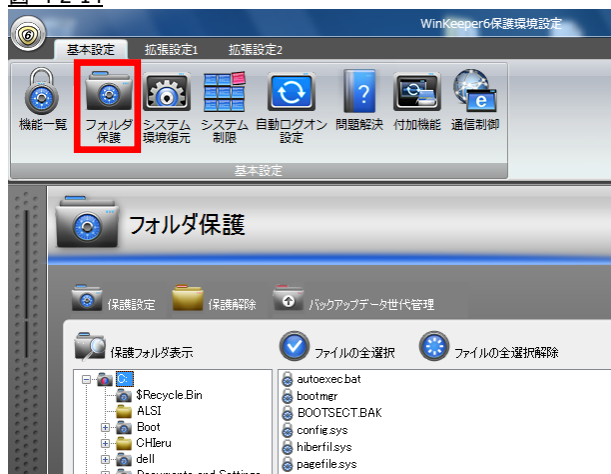 WinKeeper6保護環境設定
基本設定 拡張設定1 拡張設定2
機能一覧 フォルダ保護 システム環境復元 システム制限 自動ログオン設定 問題解決 付加機能 通信制御
基本設定
フォルダ保護
保護設定 保護解除 バックアップデータ世代管理
保護フォルダ表示 ファイルの全選択 ファイルの全選択解除
C:
$Recycle.Bin
ALSI
Boot
CHIeru
dell
autoexec.bat
bootmgr
BOOTSECT.BAK
config.sys
hiberfil.sys
pagefile.sys